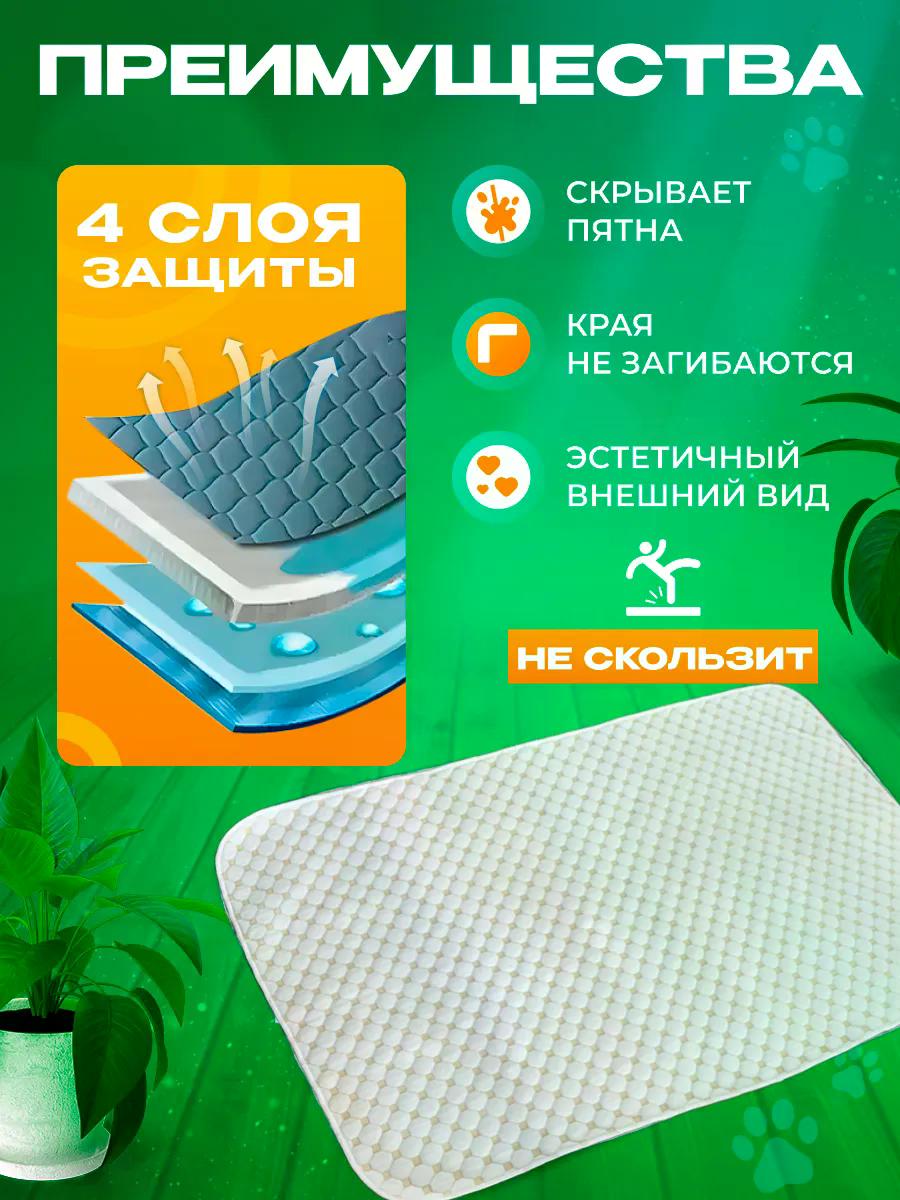 ПРЕИМУЩЕСТВА
4 СЛОЯ
ЗАЩИТЫ
СКРЫВАЕТ
ПЯТНА
КРАЯ
НЕ ЗАГИБАЮТСЯ
ЭСТЕТИЧНЫЙ
ВНЕШНИЙ ВИД
НЕ СКОЛЬЗИТ